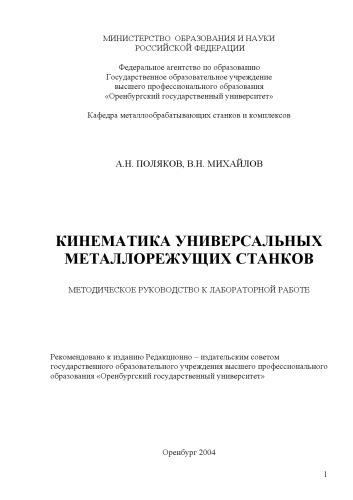 МИНИСТЕРСТВО ОБРАЗОВАНИЯ И НАУКИ
РОССИЙСКОЙ ФЕДЕРАЦИИ
Федеральное агентство по образованию
Государственное образовательное учреждение
высшего профессионального образования
«Оренбургский государственный университет»
Кафедра металлообрабатывающих станков и комплексов
А.Н. ПОЛЯКОВ, В.Н. МИХАЙЛОВ
КИНЕМАТИКА УНИВЕРСАЛЬНЫХ
МЕТАЛЛОРЕЖУЩИХ СТАНКОВ
МЕТОДИЧЕСКОЕ РУКОВОДСТВО К ЛАБОРАТОРНОЙ РАБОТЕ
Рекомендовано к изданию Редакционно – издательским советом
государственного образовательного учреждения высшего профессионального
образования «Оренбургский государственный университет»
Оренбург 2004
1